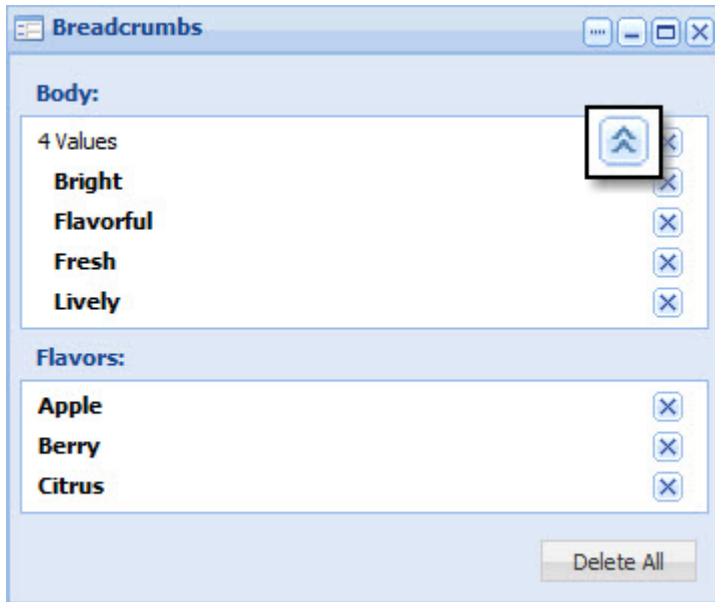 Breadcrumbs
Body:
4 Values
Bright
Flavorful
Fresh
Lively
Flavors:
Apple
Berry
Citrus
Delete All